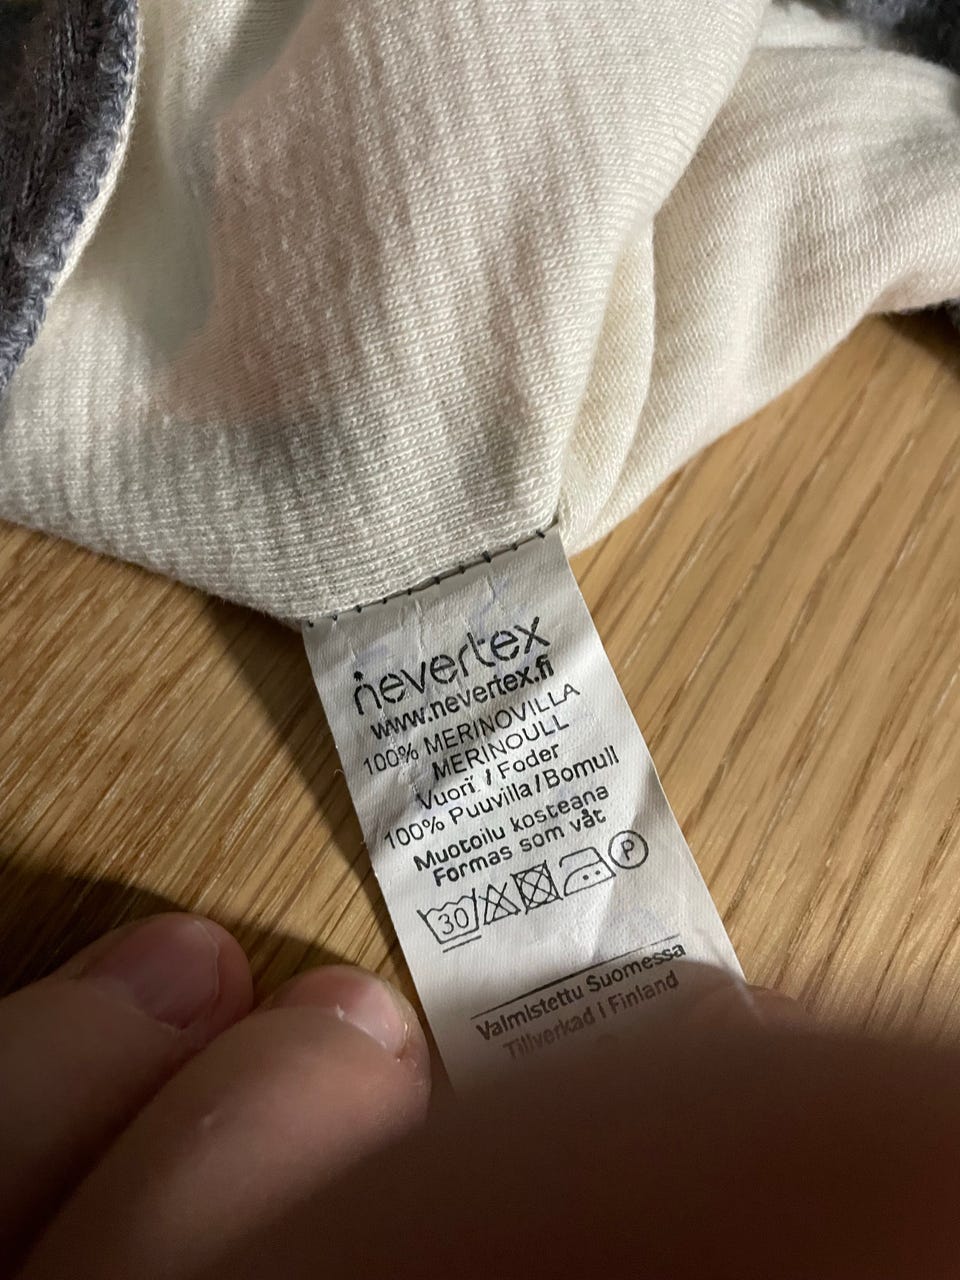 nevertex
www.nevertex.fi
100% MERINOVILLA
MERINOULL
Vuori / Foder
100% Puuvilla/Bomull
Muotoilu kosteana
Formas som våt
30 P
Valmistettu Suomessa
Tillverkad i Finland